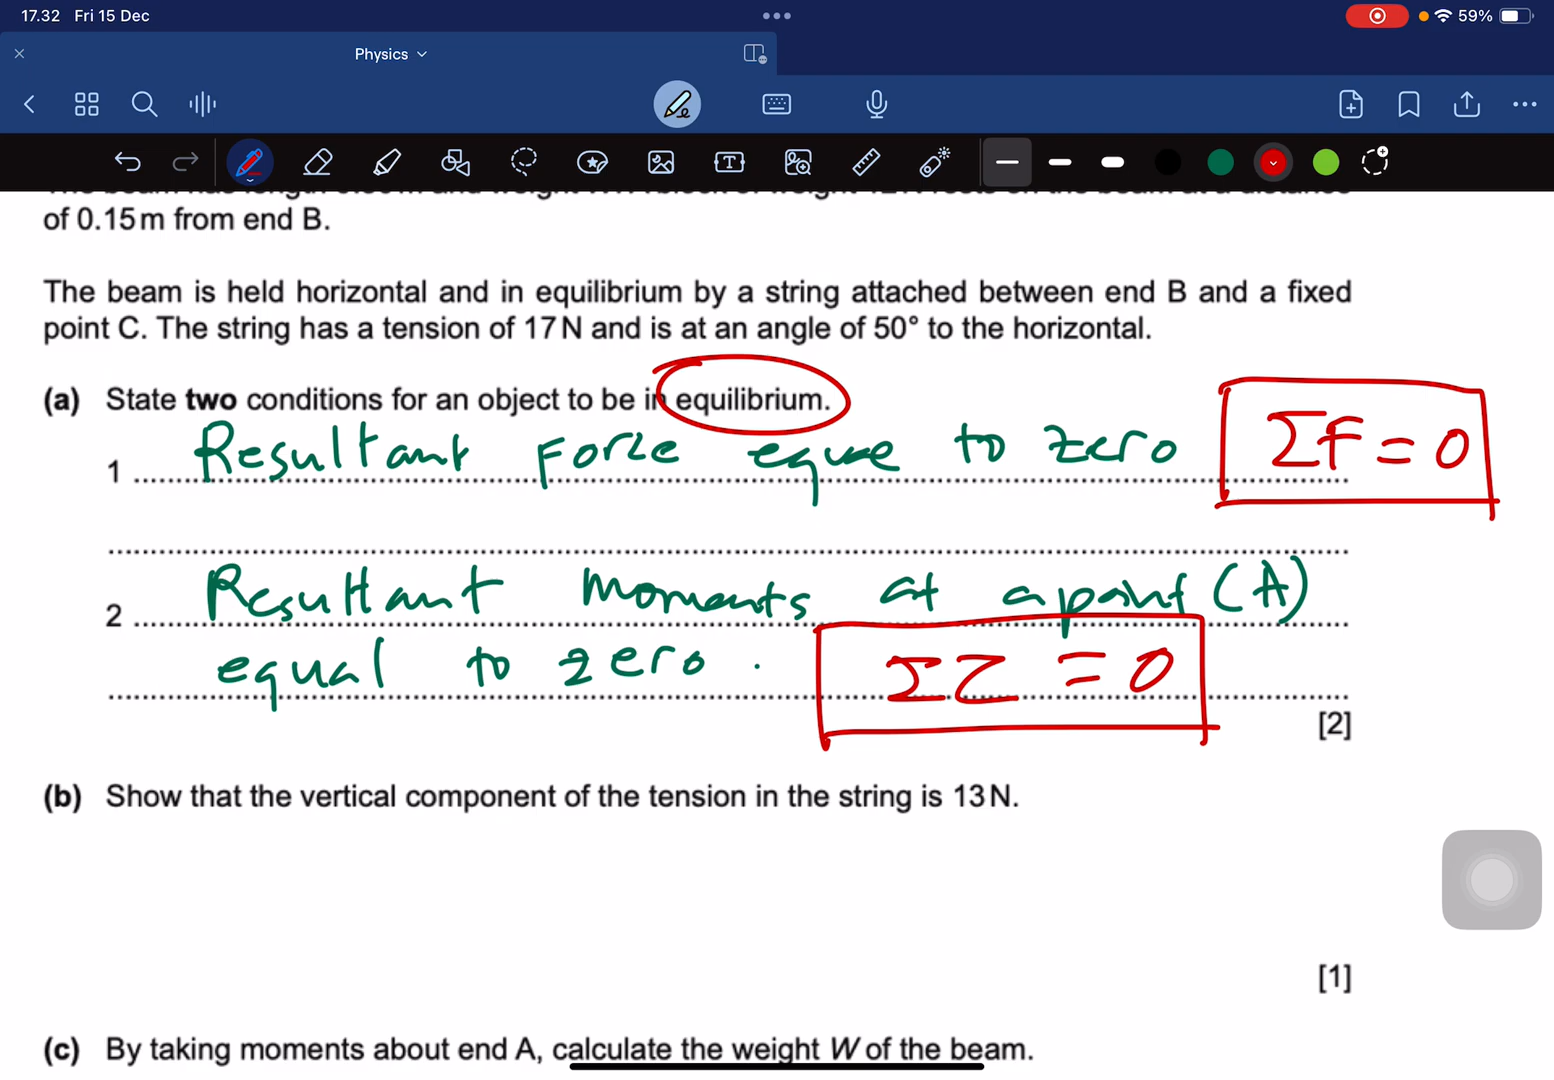 17.32 Fri 15 Dec
59%
Physics
of 0.15 m from end B.
The beam is held horizontal and in equilibrium by a string attached between end B and a fixed
point C. The string has a tension of 17 N and is at an angle of 50° to the horizontal.
(a) State two conditions for an object to be in equilibrium.
1 Resultant Force eque to zero ΣF = 0
2 Resultant moments at a point (A)
equal to zero . Στ = 0
[2]
(b) Show that the vertical component of the tension in the string is 13 N.
[1]
(c) By taking moments about end A, calculate the weight W of the beam.